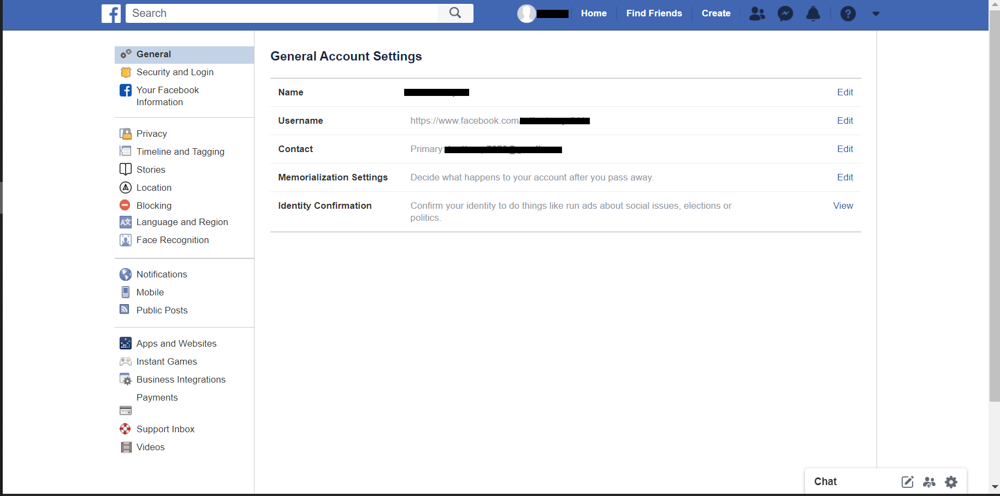 Search
Home
Find Friends
Create
General
Security and Login
Your Facebook
Information
Privacy
Timeline and Tagging
Stories
Location
Blocking
Language and Region
Face Recognition
Notifications
Mobile
Public Posts
Apps and Websites
Instant Games
Business Integrations
Payments
Support Inbox
Videos
General Account Settings
Name Edit
Username https://www.facebook.com/ Edit
Contact Primary: Edit
Memorialization Settings Decide what happens to your account after you pass away. Edit
Identity Confirmation Confirm your identity to do things like run ads about social issues, elections or View
politics.
Chat